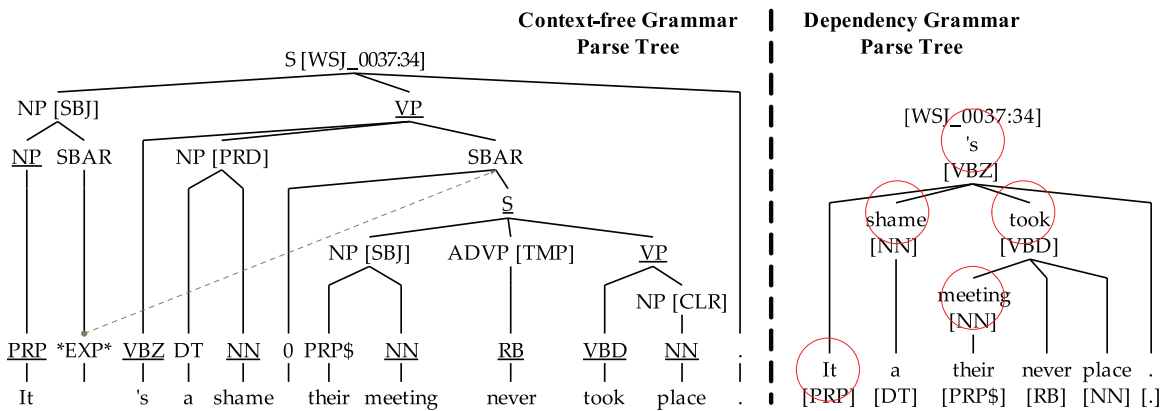 Context-free Grammar
Parse Tree
Dependency Grammar
Parse Tree
S [WSJ_0037:34]
NP [SBJ] VP
NP SBAR NP [PRD] SBAR
S
NP [SBJ] ADVP [TMP] VP
NP [CLR]
PRP *EXP* VBZ DT NN 0 PRP$ NN RB VBD NN .
It 's a shame their meeting never took place .
[WSJ_0037:34]
's
[VBZ]
shame took
[NN] [VBD]
meeting
[NN]
It a their never place .
[PRP] [DT] [PRP$] [RB] [NN] [.]